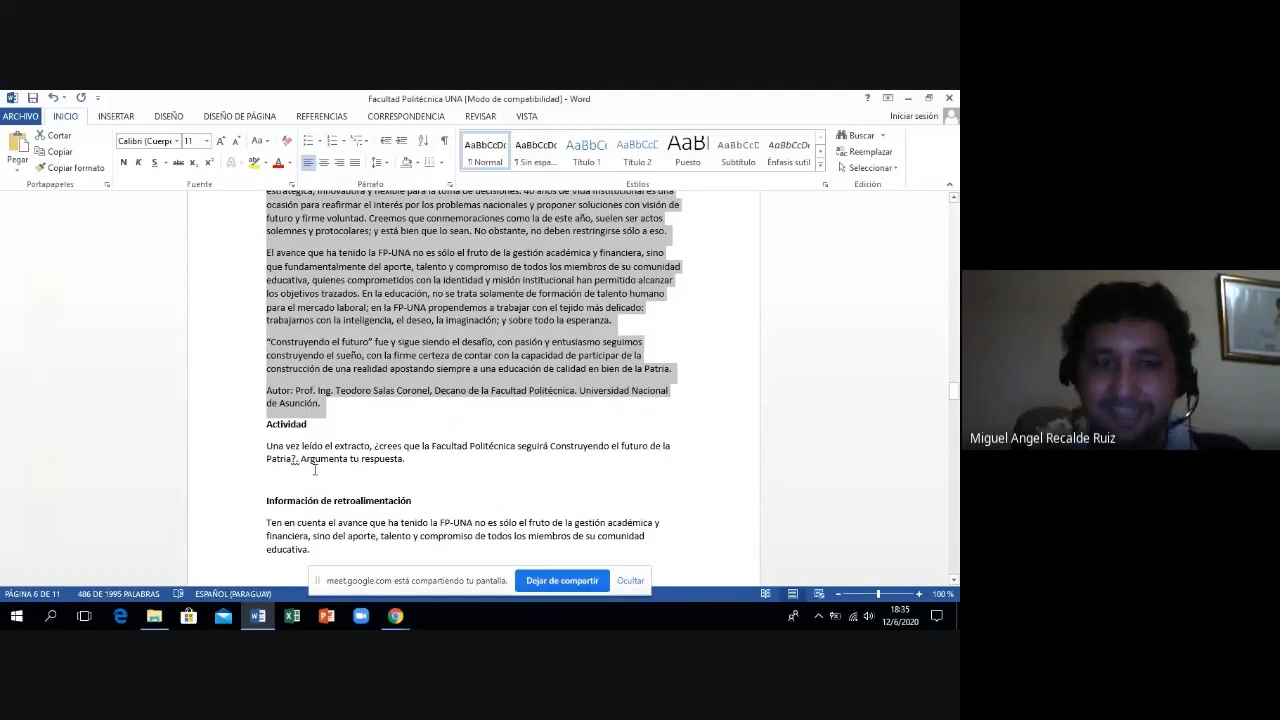 Facultad Politécnica UNA [Modo de compatibilidad] - Word
ARCHIVO INICIO INSERTAR DISEÑO DISEÑO DE PÁGINA REFERENCIAS CORRESPONDENCIA REVISAR VISTA Iniciar sesión
Pegar
Cortar
Copiar
Copiar formato
Portapapeles
Calibri (Cuerpo 11
N K S abc x₂ x²
Fuente
Párrafo
AaBbCcDc AaBbCcDc AaBbCc AaBbCcD AaBbC AaBbCcD AaBbCcDc
¶ Normal ¶ Sin espa... Título 1 Título 2 Puesto Subtítulo Énfasis sutil
Estilos
Buscar
Reemplazar
Seleccionar
Edición
estratégica, innovadora y flexible para la toma de decisiones. 40 años de vida institucional es una
ocasión para reafirmar el interés por los problemas nacionales y proponer soluciones con visión de
futuro y firme voluntad. Creemos que conmemoraciones como la de este año, suelen ser actos
solemnes y protocolares; y está bien que lo sean. No obstante, no deben restringirse sólo a eso.
El avance que ha tenido la FP-UNA no es sólo el fruto de la gestión académica y financiera, sino
que fundamentalmente del aporte, talento y compromiso de todos los miembros de su comunidad
educativa, quienes comprometidos con la identidad y misión institucional han permitido alcanzar
los objetivos trazados. En la educación, no se trata solamente de formación de talento humano
para el mercado laboral; en la FP-UNA propendemos a trabajar con el tejido más delicado:
trabajamos con la inteligencia, el deseo, la imaginación; y sobre todo la esperanza.
“Construyendo el futuro” fue y sigue siendo el desafío, con pasión y entusiasmo seguimos
construyendo el sueño, con la firme certeza de contar con la capacidad de participar de la
construcción de una realidad apostando siempre a una educación de calidad en bien de la Patria.
Autor: Prof. Ing. Teodoro Salas Coronel, Decano de la Facultad Politécnica. Universidad Nacional
de Asunción.
Actividad
Una vez leído el extracto, ¿crees que la Facultad Politécnica seguirá Construyendo el futuro de la
Patria?. Argumenta tu respuesta.
Información de retroalimentación
Ten en cuenta el avance que ha tenido la FP-UNA no es sólo el fruto de la gestión académica y
financiera, sino del aporte, talento y compromiso de todos los miembros de su comunidad
educativa.
meet.google.com está compartiendo tu pantalla. Dejar de compartir Ocultar
PÁGINA 6 DE 11 486 DE 1995 PALABRAS ESPAÑOL (PARAGUAY) 100 %
18:35
12/6/2020
Miguel Angel Recalde Ruiz